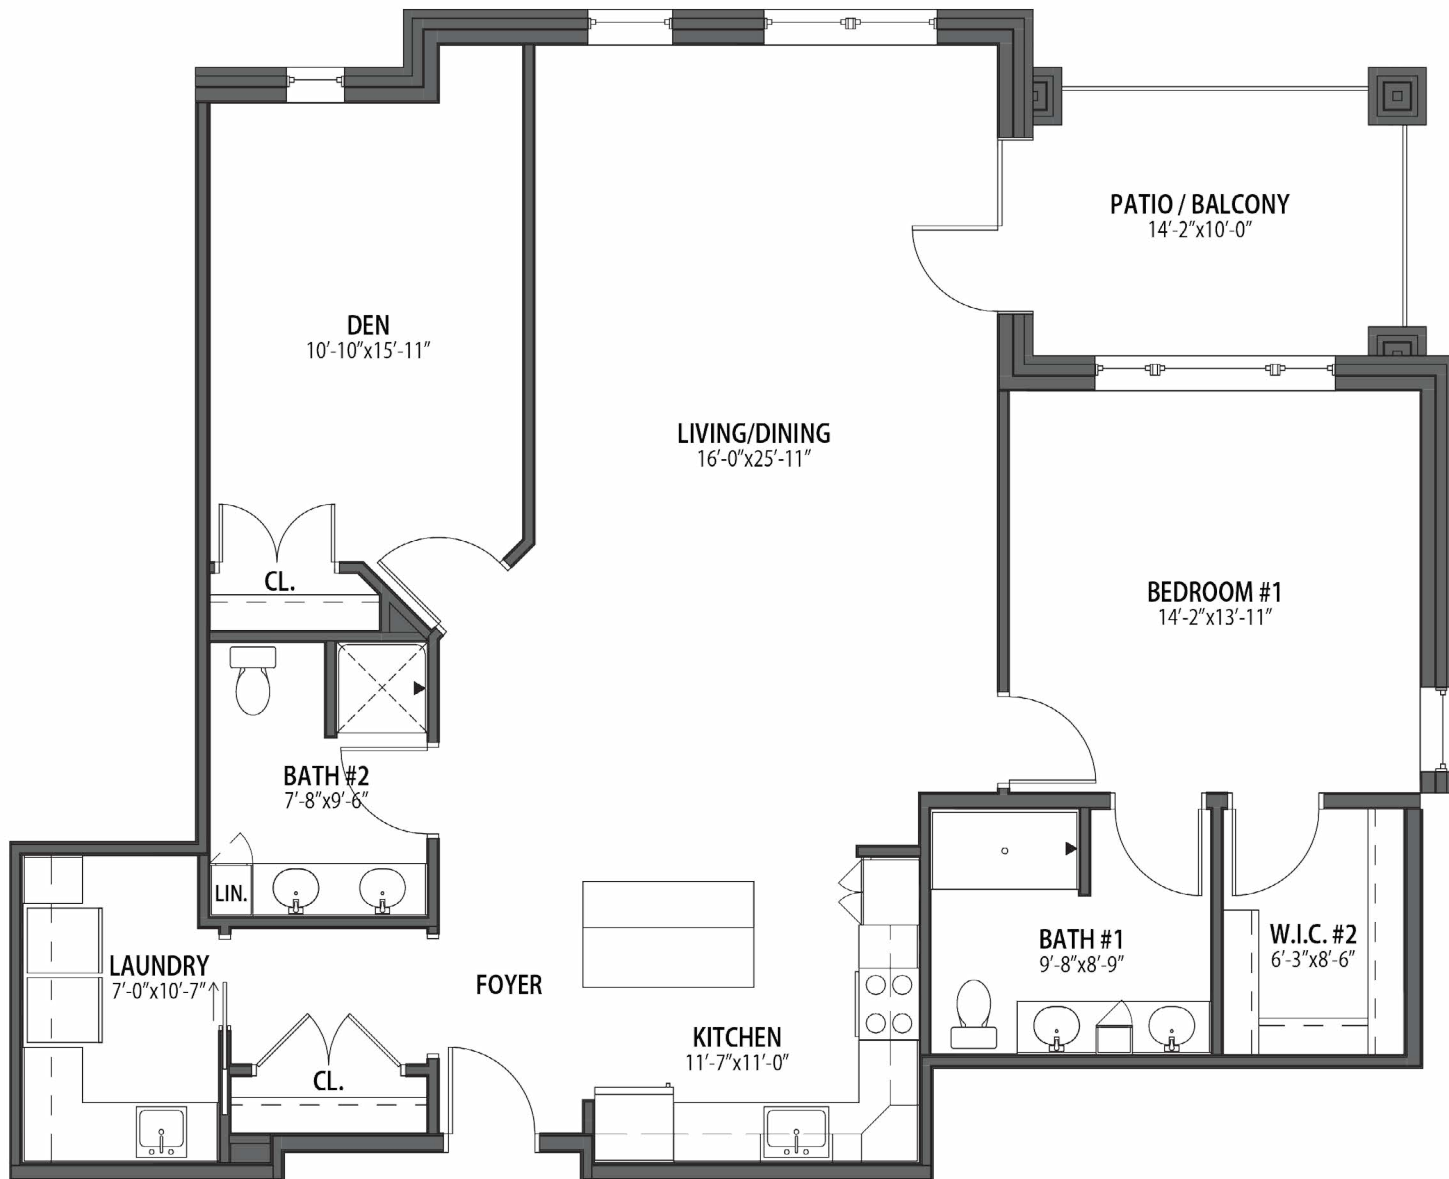 PATIO / BALCONY
14'-2"x10'-0"
DEN
10'-10"x15'-11"
LIVING/DINING
16'-0"x25'-11"
CL.
BEDROOM #1
14'-2"x13'-11"
BATH #2
7'-8"x9'-6"
LIN.
LAUNDRY
7'-0"x10'-7"
FOYER
BATH #1
9'-8"x8'-9"
W.I.C. #2
6'-3"x8'-6"
KITCHEN
11'-7"x11'-0"
CL.